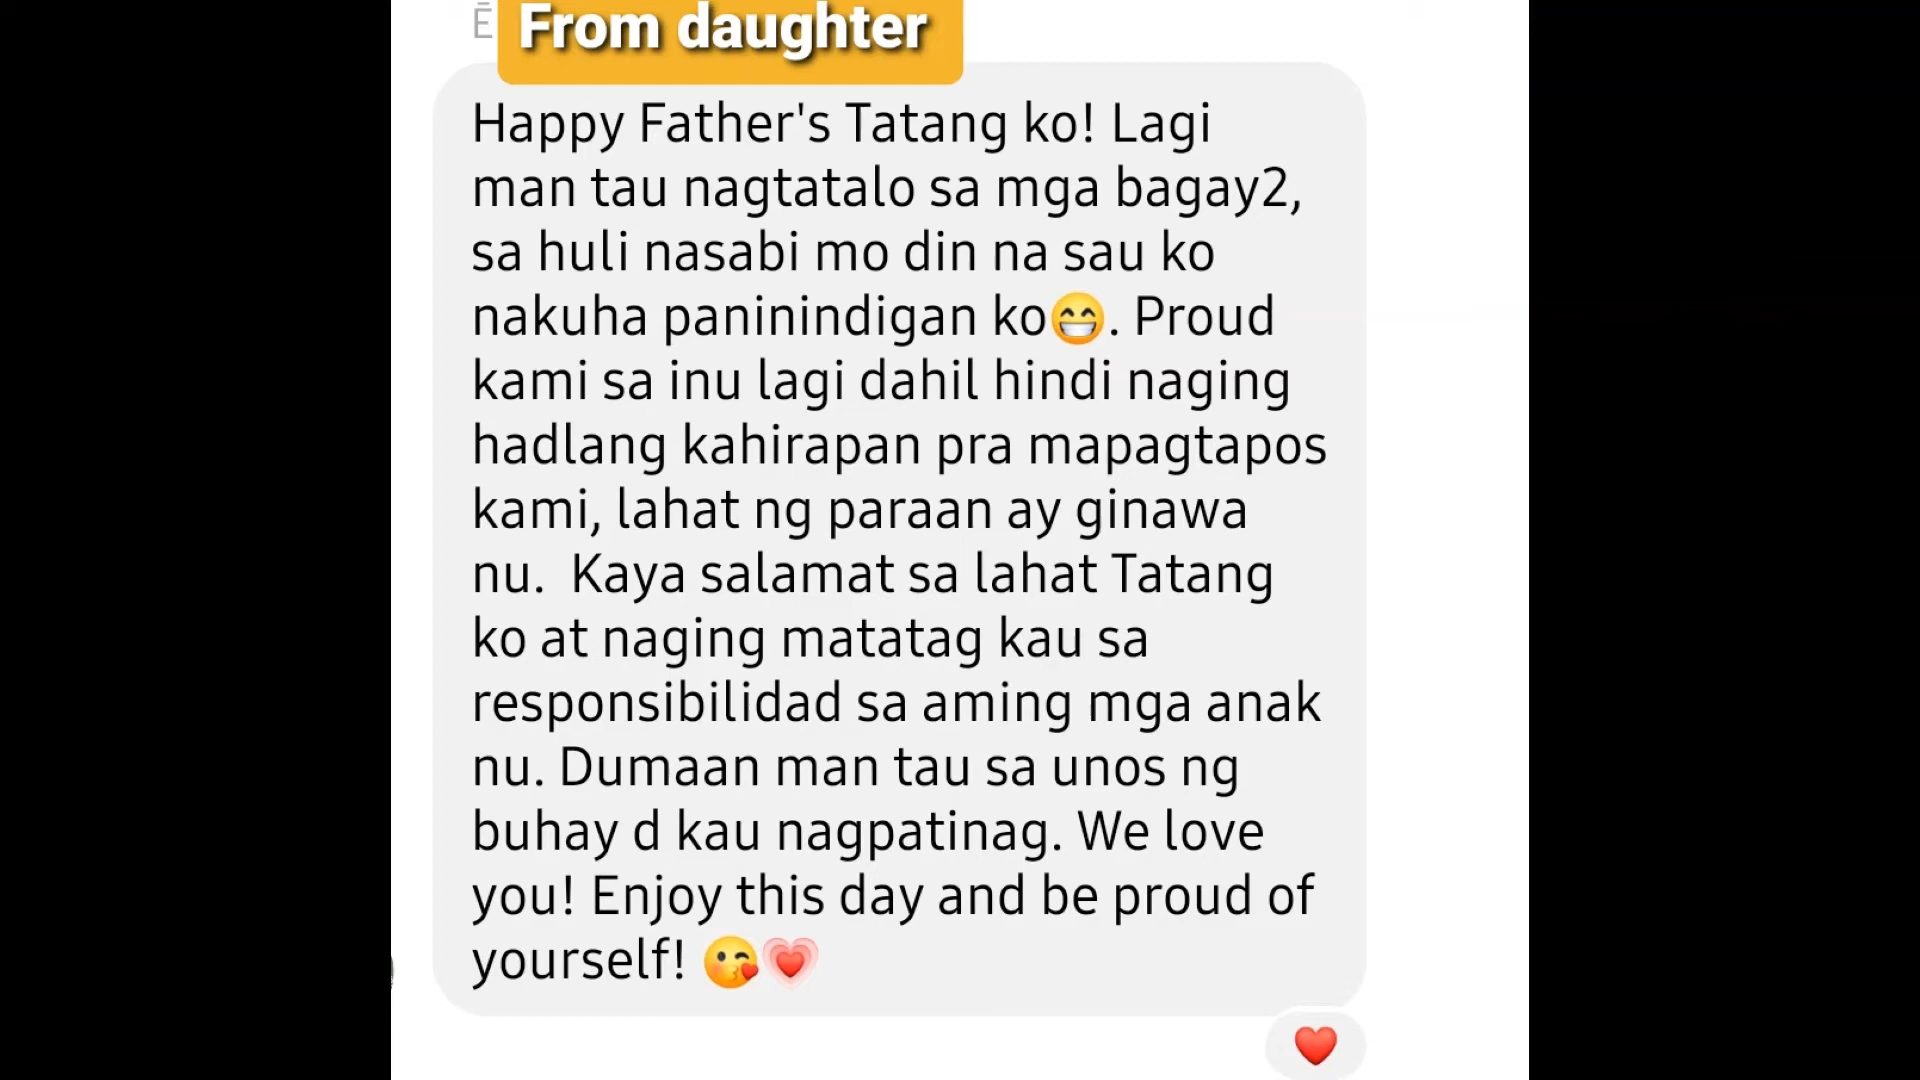 From daughter
Happy Father's Tatang ko! Lagi
man tau nagtatalo sa mga bagay2,
sa huli nasabi mo din na sau ko
nakuha paninindigan ko😁. Proud
kami sa inu lagi dahil hindi naging
hadlang kahirapan pra mapagtapos
kami, lahat ng paraan ay ginawa
nu.  Kaya salamat sa lahat Tatang
ko at naging matatag kau sa
responsibilidad sa aming mga anak
nu. Dumaan man tau sa unos ng
buhay d kau nagpatinag. We love
you! Enjoy this day and be proud of
yourself! 😘💗
❤️